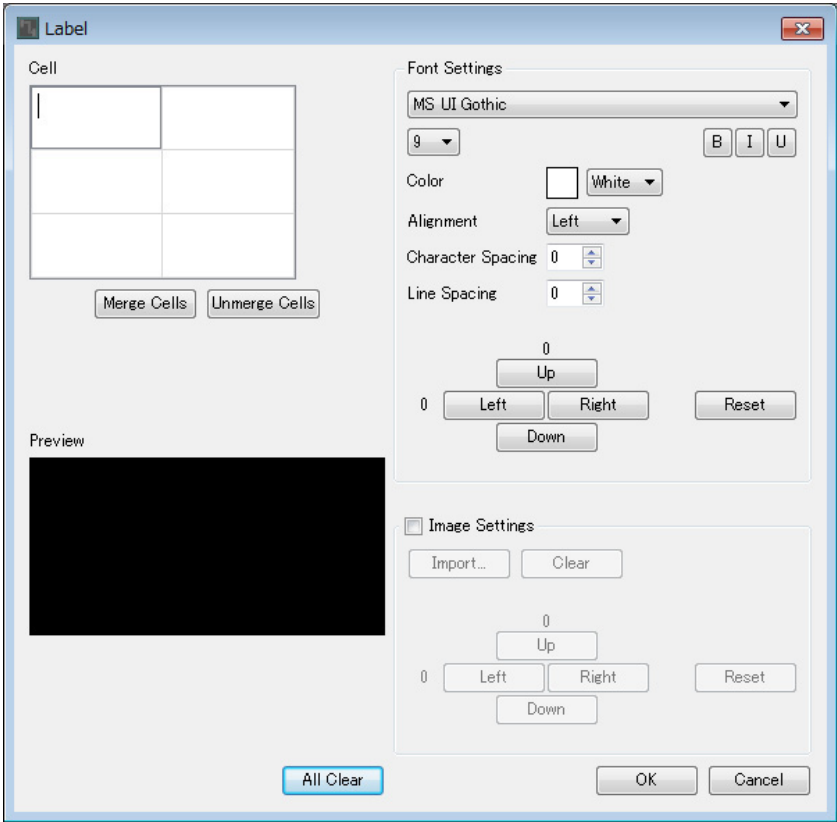 Label
Cell
Merge Cells Unmerge Cells
Preview
All Clear
Font Settings
MS UI Gothic
9 B I U
Color White
Alignment Left
Character Spacing 0
Line Spacing 0
0
Up
0 Left Right Reset
Down
Image Settings
Import... Clear
0
Up
0 Left Right Reset
Down
OK Cancel